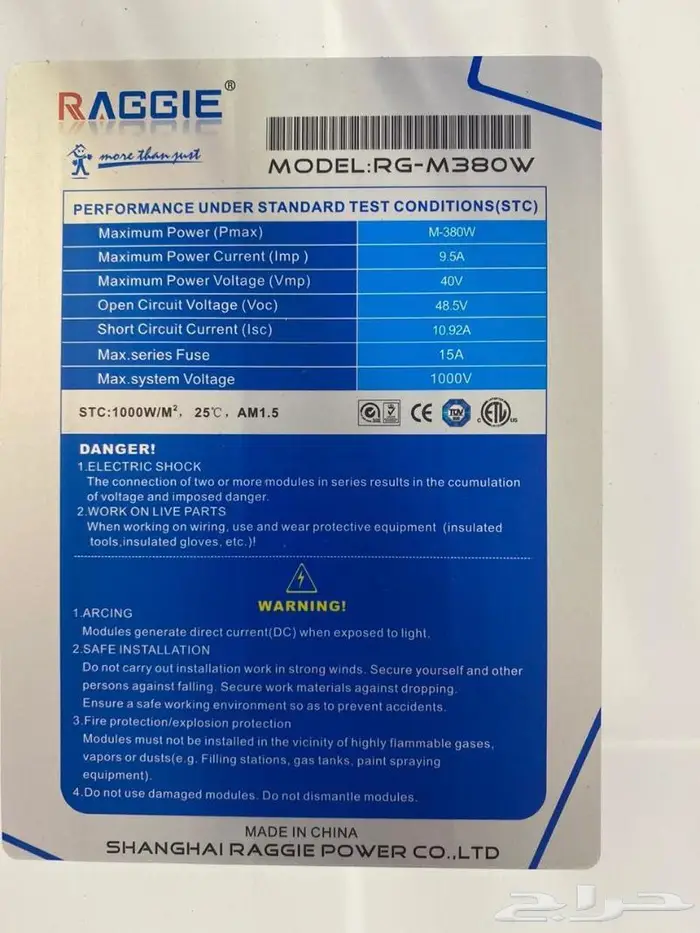 RAGGIE®
more than just
MODEL:RG-M380W
PERFORMANCE UNDER STANDARD TEST CONDITIONS(STC)
Maximum Power (Pmax) M-380W
Maximum Power Current (Imp ) 9.5A
Maximum Power Voltage (Vmp) 40V
Open Circuit Voltage (Voc) 48.5V
Short Circuit Current (Isc) 10.92A
Max.series Fuse 15A
Max.system Voltage 1000V
STC:1000W/M², 25℃, AM1.5
CE TUV c ETL us
DANGER!
1.ELECTRIC SHOCK
The connection of two or more modules in series results in the ccumulation
of voltage and imposed danger.
2.WORK ON LIVE PARTS
When working on wiring, use and wear protective equipment (insulated
tools,insulated gloves, etc.)!
WARNING!
1.ARCING
Modules generate direct current(DC) when exposed to light.
2.SAFE INSTALLATION
Do not carry out installation work in strong winds. Secure yourself and other
persons against falling. Secure work materials against dropping.
Ensure a safe working environment so as to prevent accidents.
3.Fire protection/explosion protection
Modules must not be installed in the vicinity of highly flammable gases,
vapors or dusts(e.g. Filling stations, gas tanks, paint spraying
equipment).
4.Do not use damaged modules. Do not dismantle modules.
MADE IN CHINA
SHANGHAI RAGGIE POWER CO.,LTD
حراج